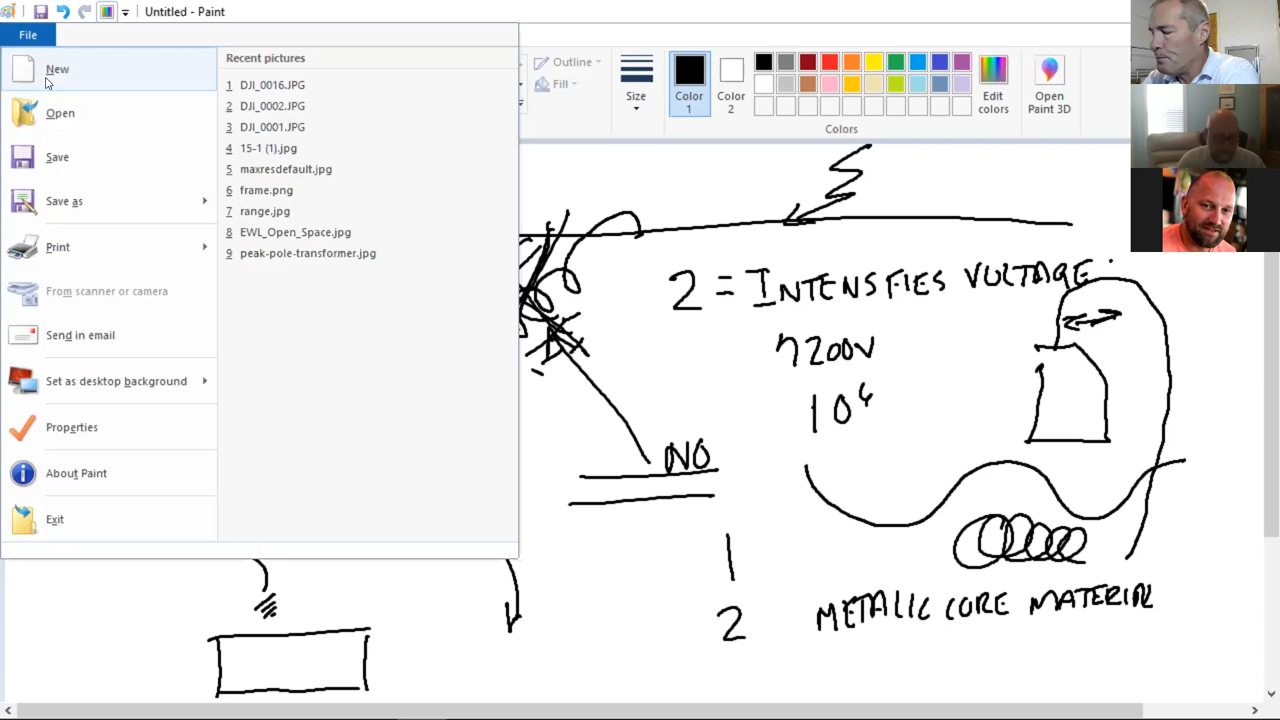 Untitled - Paint
File
New
Open
Save
Save as
Print
From scanner or camera
Send in email
Set as desktop background
Properties
About Paint
Exit
Recent pictures
1 DJI_0016.JPG
2 DJI_0002.JPG
3 DJI_0001.JPG
4 15-1 (1).jpg
5 maxresdefault.jpg
6 frame.png
7 range.jpg
8 EWL_Open_Space.jpg
9 peak-pole-transformer.jpg
Outline
Fill
Size
Color 1
Color 2
Edit colors
Open Paint 3D
Colors
2 = INTENSFIES VOLTAGE
7200V
10⁶
NO
1
2 METALLIC CORE MATERIAL